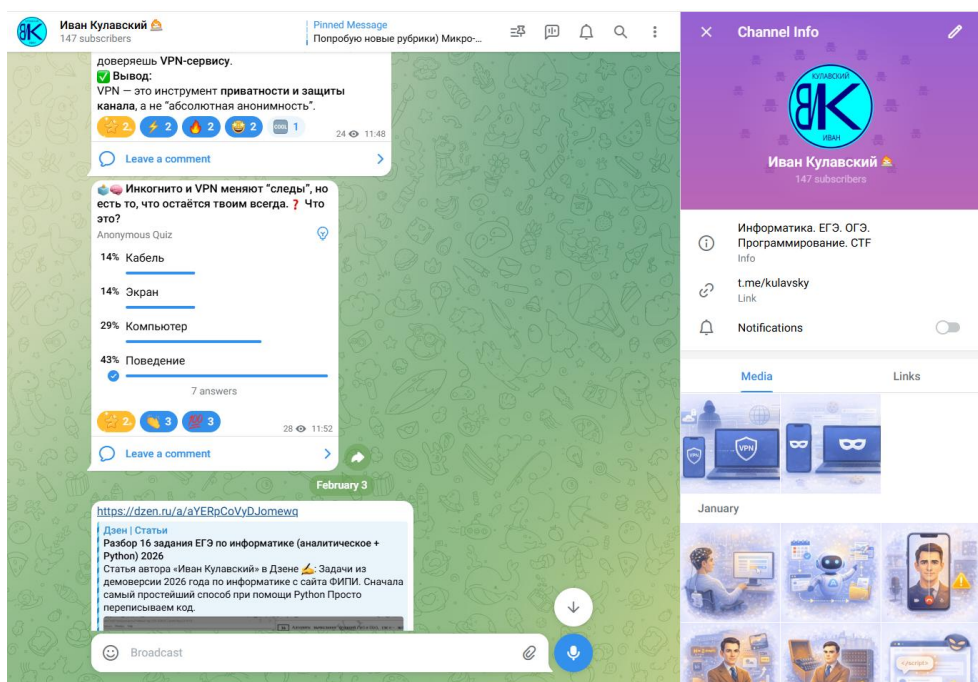 Иван Кулавский
147 subscribers
Pinned Message
Попробую новые рубрики) Микро-...
доверяешь VPN-сервису.
Вывод:
VPN — это инструмент приватности и защиты
канала, а не "абсолютная анонимность".
2 2 2 2 COOL 1
24 11:48
Leave a comment
Инкогнито и VPN меняют "следы", но
есть то, что остаётся твоим всегда.❓ Что
это?
Anonymous Quiz
14% Кабель
14% Экран
29% Компьютер
43% Поведение
7 answers
2 3 💯 3
28 11:52
Leave a comment
February 3
https://dzen.ru/a/aYERpCoVyDJomewq
Дзен | Статьи
Разбор 16 задания ЕГЭ по информатике (аналитическое +
Python) 2026
Статья автора «Иван Кулавский» в Дзене ✍: Задачи из
демоверсии 2026 года по информатике с сайта ФИПИ. Сначала
самый простейший способ при помощи Python Просто
переписываем код.
Broadcast
Channel Info
КУЛАВСКИЙ
ВК
ИВАН
Иван Кулавский
147 subscribers
Информатика. ЕГЭ. ОГЭ.
Программирование. CTF
Info
t.me/kulavsky
Link
Notifications
Media
Links
VPN
VPN
January
<yscript>